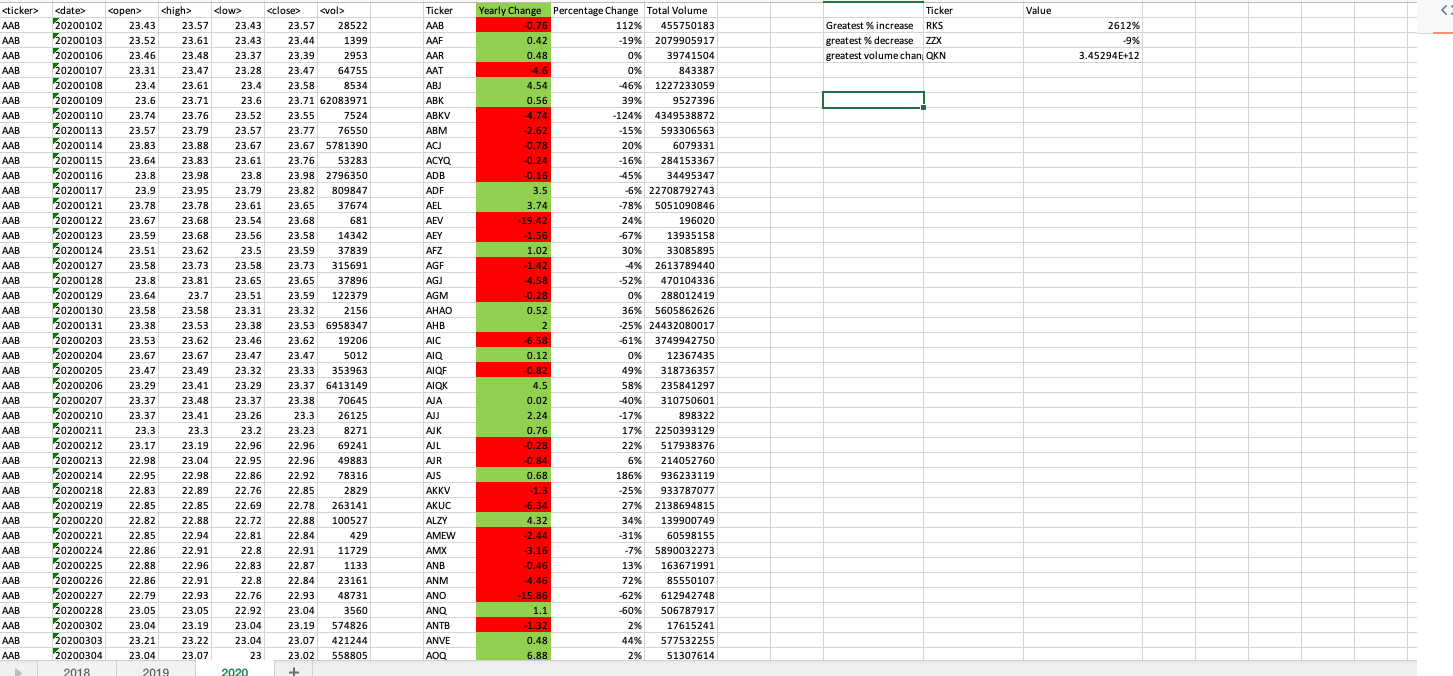 <ticker> <date> <open> <high> <low> <close> <vol> Ticker Yearly Change Percentage Change Total Volume Ticker Value
AAB 20200102 23.43 23.57 23.43 23.57 28522 AAB -0.76 112% 455750183 Greatest % increase RKS 2612%
AAB 20200103 23.52 23.61 23.43 23.44 1399 AAF 0.42 -19% 2079905917 greatest % decrease ZZX -9%
AAB 20200106 23.46 23.48 23.37 23.39 2953 AAR 0.48 0% 39741504 greatest volume chan QKN 3.45294E+12
AAB 20200107 23.31 23.47 23.28 23.47 64755 AAT -4.6 0% 843387
AAB 20200108 23.4 23.61 23.4 23.58 8534 ABJ 4.54 -46% 1227233059
AAB 20200109 23.6 23.71 23.6 23.71 62083971 ABK 0.56 39% 9527396
AAB 20200110 23.74 23.76 23.52 23.55 7524 ABKV -4.74 -124% 4349538872
AAB 20200113 23.57 23.79 23.57 23.77 76550 ABM -2.62 -15% 593306563
AAB 20200114 23.83 23.88 23.67 23.67 5781390 ACJ -0.78 20% 6079331
AAB 20200115 23.64 23.83 23.61 23.76 53283 ACYQ -0.24 -16% 284153367
AAB 20200116 23.8 23.98 23.8 23.98 2796350 ADB -0.16 -45% 34495347
AAB 20200117 23.9 23.95 23.79 23.82 809847 ADF 3.5 -6% 22708792743
AAB 20200121 23.78 23.78 23.61 23.65 37674 AEL 3.74 -78% 5051090846
AAB 20200122 23.67 23.68 23.54 23.68 681 AEV -19.42 24% 196020
AAB 20200123 23.59 23.68 23.56 23.58 14342 AEY -1.56 -67% 13935158
AAB 20200124 23.51 23.62 23.5 23.59 37839 AFZ 1.02 30% 33085895
AAB 20200127 23.58 23.73 23.58 23.73 315691 AGF -1.42 -4% 2613789440
AAB 20200128 23.8 23.81 23.65 23.65 37896 AGJ -4.58 -52% 470104336
AAB 20200129 23.64 23.7 23.51 23.59 122379 AGM -0.28 0% 288012419
AAB 20200130 23.58 23.58 23.31 23.32 2156 AHAO 0.52 36% 5605862626
AAB 20200131 23.38 23.53 23.38 23.53 6958347 AHB 2 -25% 24432080017
AAB 20200203 23.53 23.62 23.46 23.62 19206 AIC -6.58 -61% 3749942750
AAB 20200204 23.67 23.67 23.47 23.47 5012 AIQ 0.12 0% 12367435
AAB 20200205 23.47 23.49 23.32 23.33 353963 AIQF -0.82 49% 318736357
AAB 20200206 23.29 23.41 23.29 23.37 6413149 AIQK 4.5 58% 235841297
AAB 20200207 23.37 23.48 23.37 23.38 70645 AJA 0.02 -40% 310750601
AAB 20200210 23.37 23.41 23.26 23.3 26125 AJJ 2.24 -17% 898322
AAB 20200211 23.3 23.3 23.2 23.23 8271 AJK 0.76 17% 2250393129
AAB 20200212 23.17 23.19 22.96 22.96 69241 AJL -0.28 22% 517938376
AAB 20200213 22.98 23.04 22.95 22.96 49883 AJR -0.84 6% 214052760
AAB 20200214 22.95 22.98 22.86 22.92 78316 AJS 0.68 186% 936233119
AAB 20200218 22.83 22.89 22.76 22.85 2829 AKKV -1.3 -25% 933787077
AAB 20200219 22.85 22.85 22.69 22.78 263141 AKUC -6.34 27% 2138694815
AAB 20200220 22.82 22.88 22.72 22.88 100527 ALZY 4.32 34% 139900749
AAB 20200221 22.85 22.94 22.81 22.84 429 AMEW -2.44 -31% 60598155
AAB 20200224 22.86 22.91 22.8 22.91 11729 AMX -3.16 -7% 5890032273
AAB 20200225 22.88 22.96 22.83 22.87 1133 ANB -0.46 13% 163671991
AAB 20200226 22.86 22.91 22.8 22.84 23161 ANM -4.46 72% 85550107
AAB 20200227 22.79 22.93 22.76 22.93 48731 ANO -15.86 -62% 612942748
AAB 20200228 23.05 23.05 22.92 23.04 3560 ANQ 1.1 -60% 506787917
AAB 20200302 23.04 23.19 23.04 23.19 574826 ANTB -1.32 2% 17615241
AAB 20200303 23.21 23.22 23.04 23.07 421244 ANVE 0.48 44% 577532255
AAB 20200304 23.04 23.07 23 23.02 558805 AOQ 6.88 2% 51307614
2018 2019 2020 +